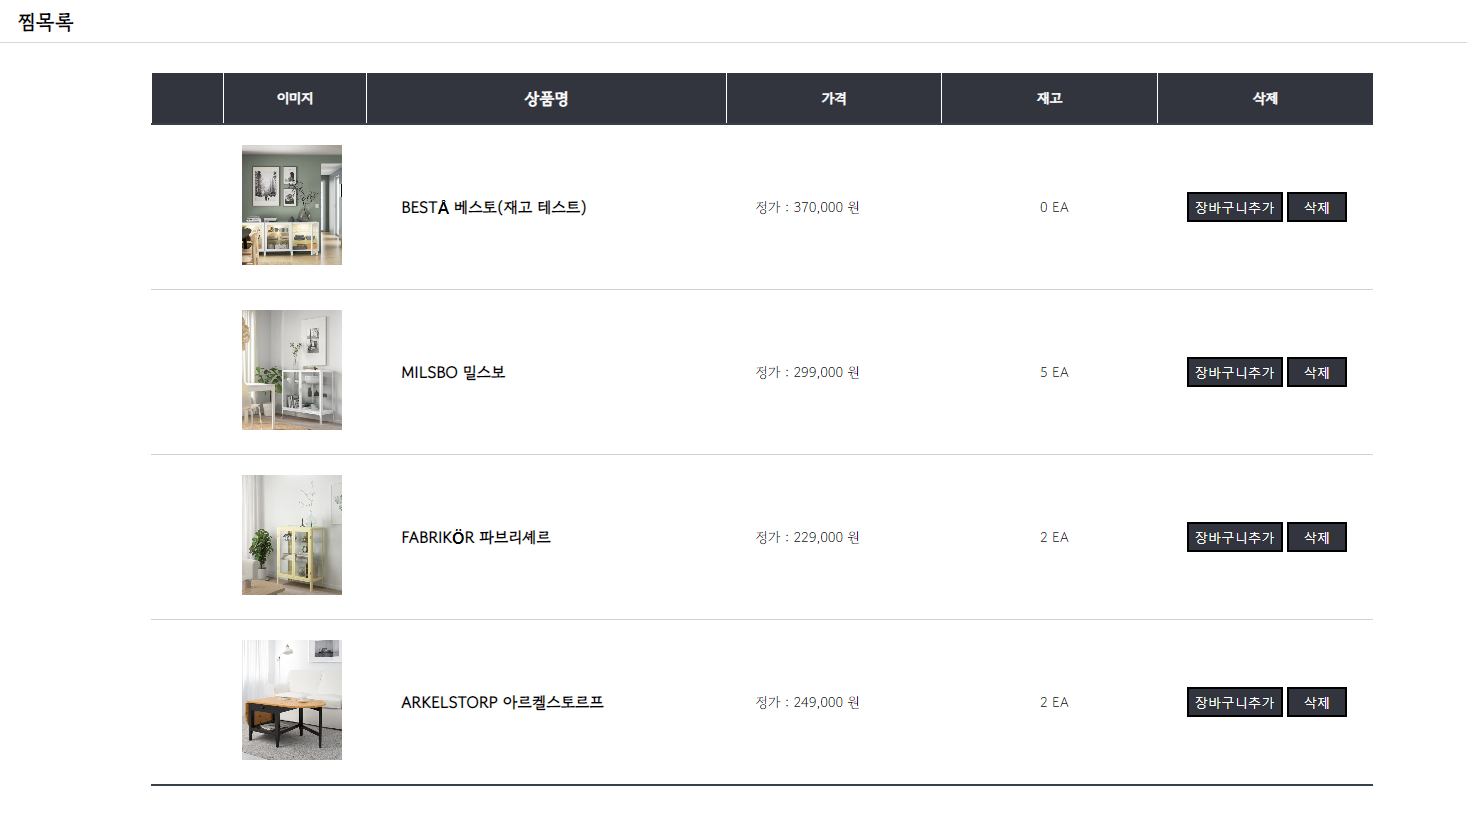 찜목록
이미지 상품명 가격 재고 삭제
BESTÅ 베스토(재고 테스트) 정가 : 370,000 원 0 EA 장바구니추가 삭제
MILSBO 밀스보 정가 : 299,000 원 5 EA 장바구니추가 삭제
FABRIKÖR 파브리셰르 정가 : 229,000 원 2 EA 장바구니추가 삭제
ARKELSTORP 아르켈스토르프 정가 : 249,000 원 2 EA 장바구니추가 삭제